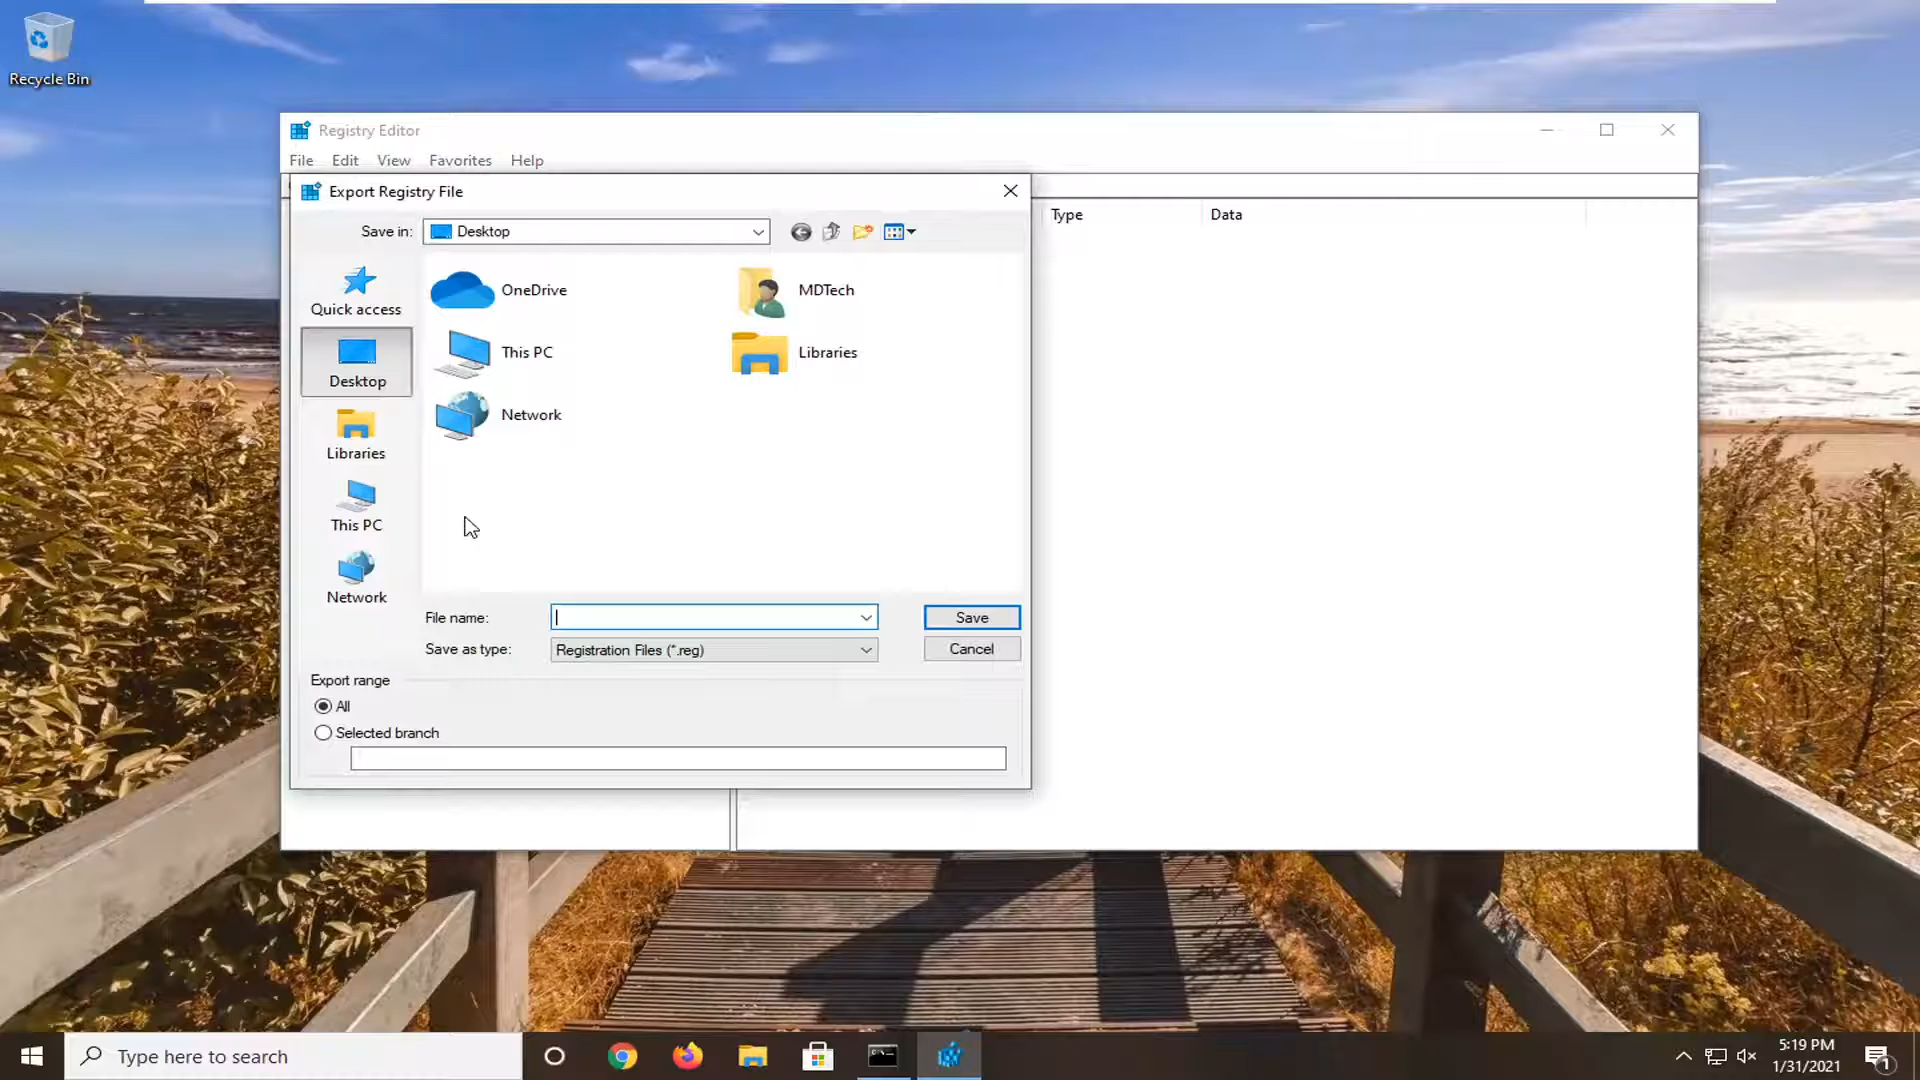 Recycle Bin
Registry Editor
File Edit View Favorites Help
Export Registry File
Type Data
Save in: Desktop
Quick access
Desktop
Libraries
This PC
Network
OneDrive MDTech
This PC Libraries
Network
File name: Save
Save as type: Registration Files (*.reg) Cancel
Export range
All
Selected branch
Type here to search
5:19 PM
1/31/2021
1